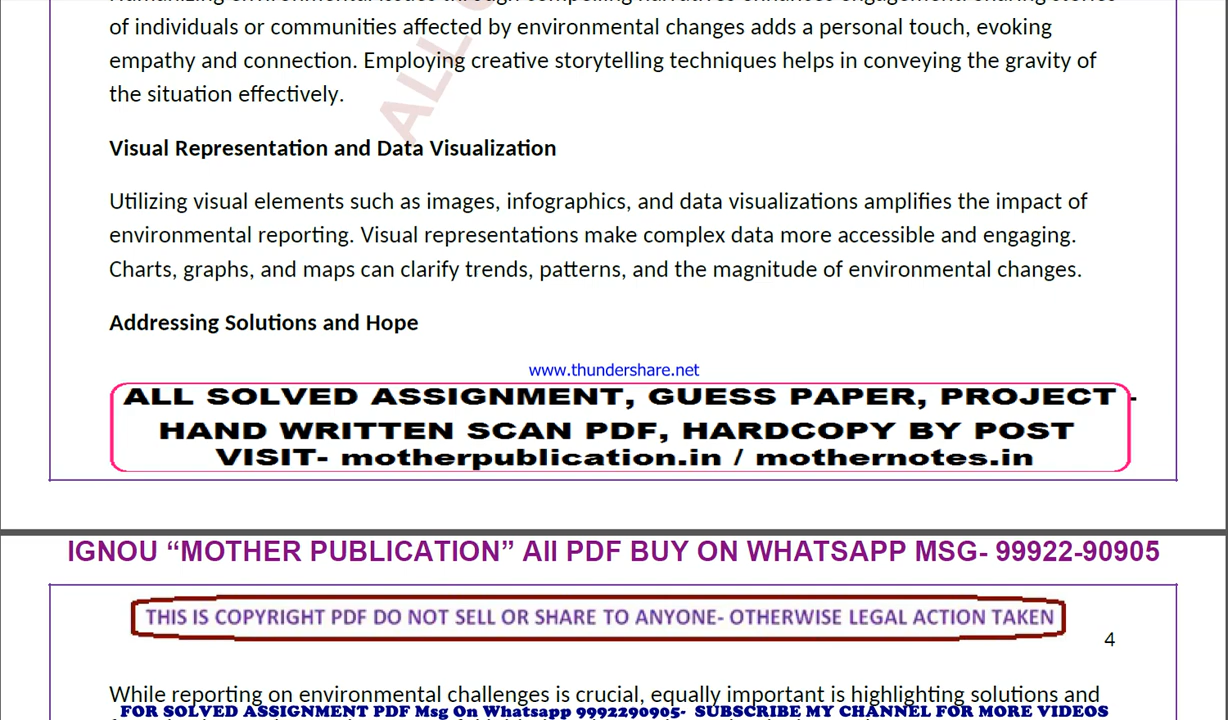 of individuals or communities affected by environmental changes adds a personal touch, evoking
empathy and connection. Employing creative storytelling techniques helps in conveying the gravity of
the situation effectively.
Visual Representation and Data Visualization
Utilizing visual elements such as images, infographics, and data visualizations amplifies the impact of
environmental reporting. Visual representations make complex data more accessible and engaging.
Charts, graphs, and maps can clarify trends, patterns, and the magnitude of environmental changes.
Addressing Solutions and Hope
www.thundershare.net
ALL SOLVED ASSIGNMENT, GUESS PAPER, PROJECT -
HAND WRITTEN SCAN PDF, HARDCOPY BY POST
VISIT- motherpublication.in / mothernotes.in
IGNOU “MOTHER PUBLICATION” All PDF BUY ON WHATSAPP MSG- 99922-90905
THIS IS COPYRIGHT PDF DO NOT SELL OR SHARE TO ANYONE- OTHERWISE LEGAL ACTION TAKEN
4
While reporting on environmental challenges is crucial, equally important is highlighting solutions and
FOR SOLVED ASSIGNMENT PDF Msg On Whatsapp 9992290905- SUBSCRIBE MY CHANNEL FOR MORE VIDEOS
ALL